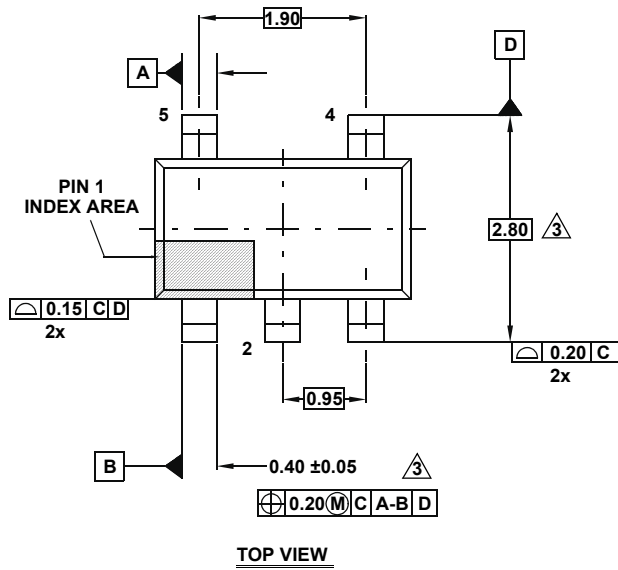 1.90
D
A
5
4
PIN 1
INDEX AREA
2.80 3
0.15 C D
2x
2
0.20 C
2x
0.95
B
0.40 ±0.05 3
0.20 M C A-B D
TOP VIEW